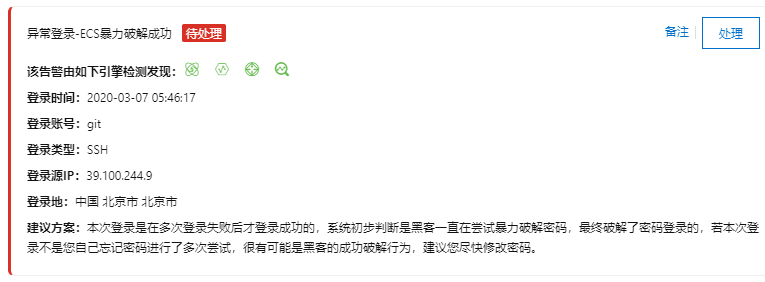 异常登录-ECS暴力破解成功 待处理 备注 处理
该告警由如下引擎检测发现：
登录时间：2020-03-07 05:46:17
登录账号：git
登录类型：SSH
登录源IP：39.100.244.9
登录地：中国 北京市 北京市
建议方案：本次登录是在多次登录失败后才登录成功的，系统初步判断是黑客一直在尝试暴力破解密码，最终破解了密码登录的，若本次登
录不是您自己忘记密码进行了多次尝试，很有可能是黑客的成功破解行为，建议您尽快修改密码。